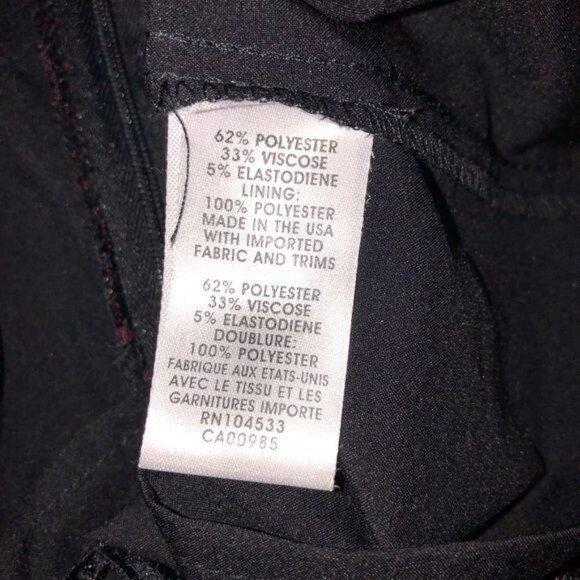 62% POLYESTER
33% VISCOSE
5% ELASTODIENE
LINING:
100% POLYESTER
MADE IN THE USA
WITH IMPORTED
FABRIC AND TRIMS
62% POLYESTER
33% VISCOSE
5% ELASTODIENE
DOUBLURE:
100% POLYESTER
FABRIQUE AUX ETATS-UNIS
AVEC LE TISSU ET LES
GARNITURES IMPORTE
RN104533
CA00985